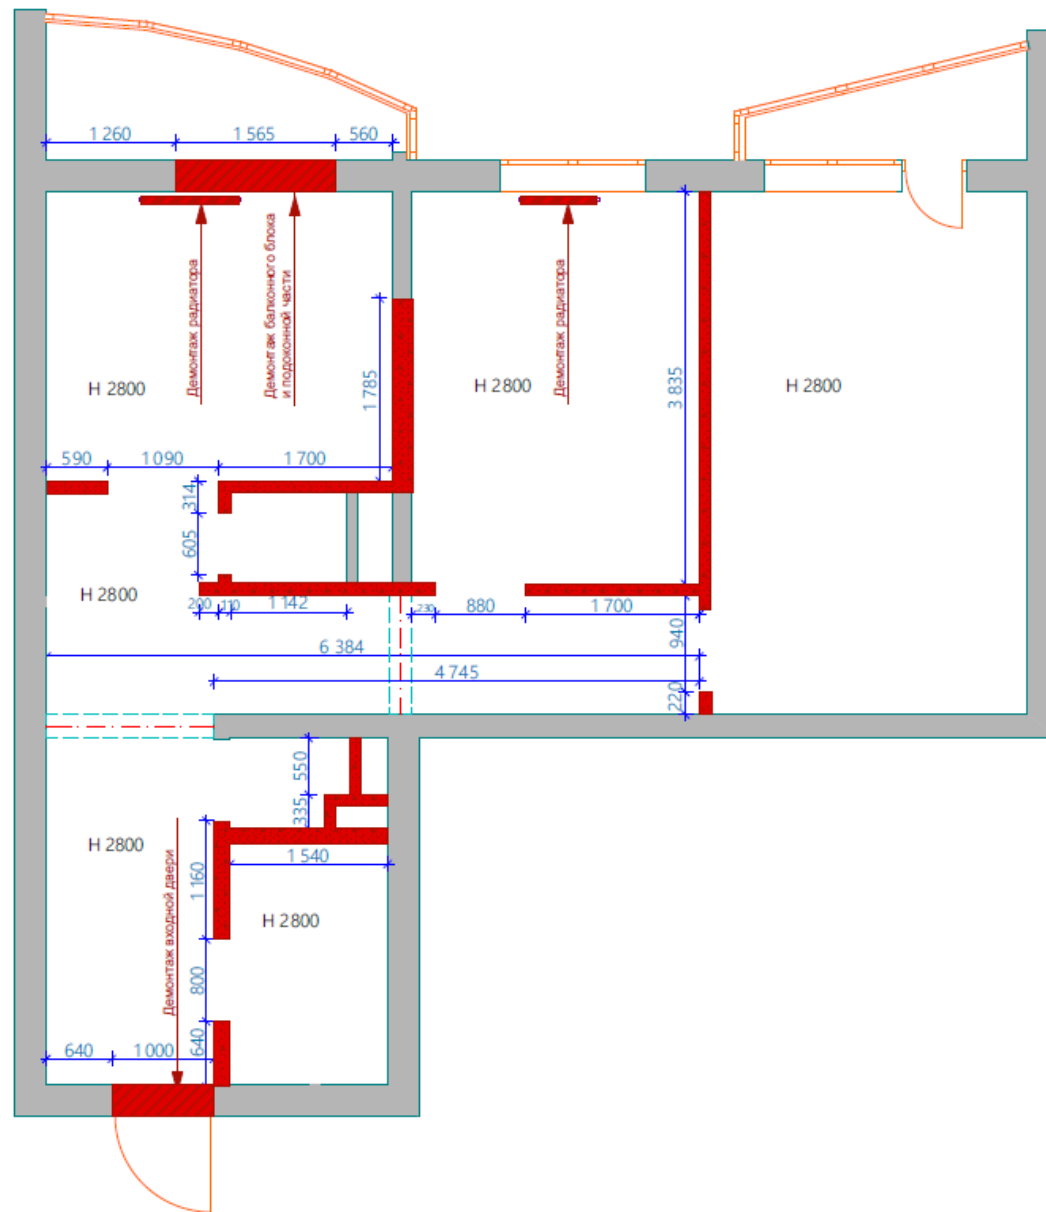 1 260
1 565
560
Демонтаж радиатора
Демонтаж балконного блока
и подоконной части
Демонтаж радиатора
1 785
3 835
H 2800
H 2800
H 2800
590
1 090
1 700
314
605
H 2800
200
110
1 142
230
880
1 700
940
6 384
4 745
220
550
335
H 2800
1 540
1 160
H 2800
Демонтаж входной двери
800
640
640
1 000